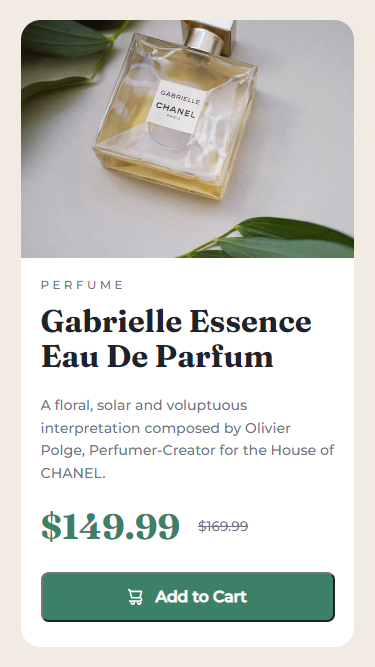 GABRIELLE
CHANEL
PARIS
PERFUME
Gabrielle Essence
Eau De Parfum
A floral, solar and voluptuous
interpretation composed by Olivier
Polge, Perfumer-Creator for the House of
CHANEL.
$149.99 $169.99
Add to Cart